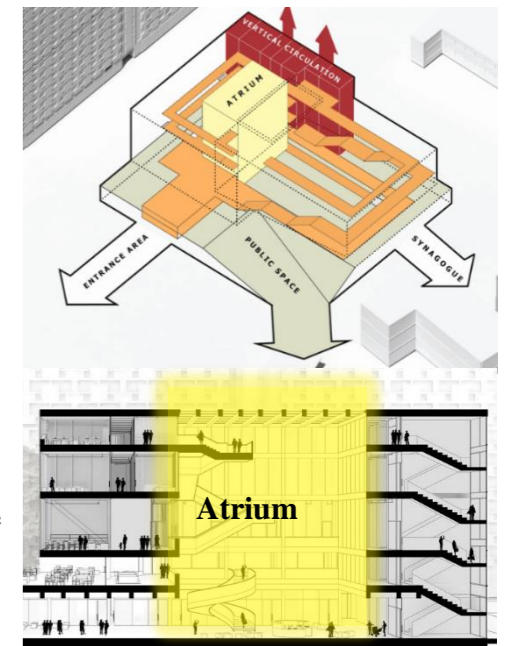 VERTICAL CIRCULATION
ATRIUM
ENTRANCE AREA
PUBLIC SPACE
SYNAGOGUE
Atrium